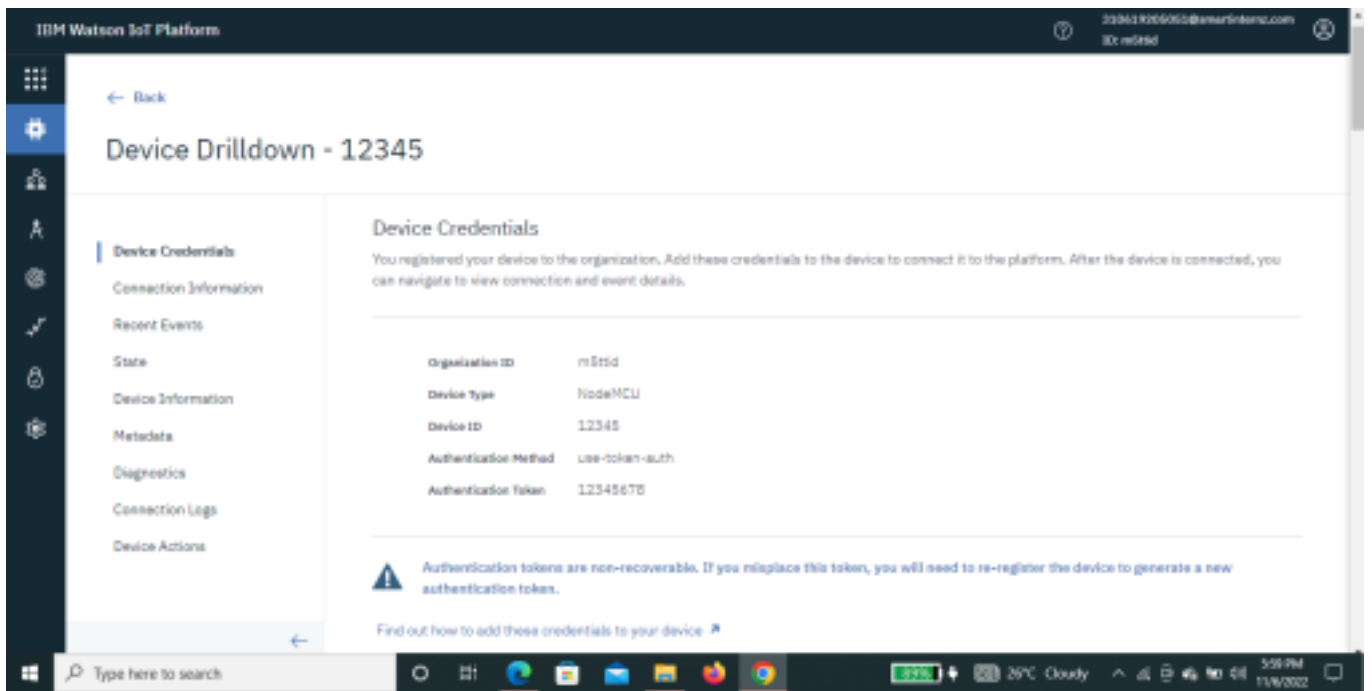 IBM Watson IoT Platform
310619205051@smartinternz.com
ID: m5ttid
← Back
Device Drilldown - 12345
Device Credentials
Connection Information
Recent Events
State
Device Information
Metadata
Diagnostics
Connection Logs
Device Actions
Device Credentials
You registered your device to the organization. Add these credentials to the device to connect it to the platform. After the device is connected, you
can navigate to view connection and event details.
Organization ID m5ttid
Device Type NodeMCU
Device ID 12345
Authentication Method use-token-auth
Authentication Token 12345678
Authentication tokens are non-recoverable. If you misplace this token, you will need to re-register the device to generate a new
authentication token.
Find out how to add these credentials to your device
Type here to search
26°C Cloudy
5:59 PM
11/6/2022